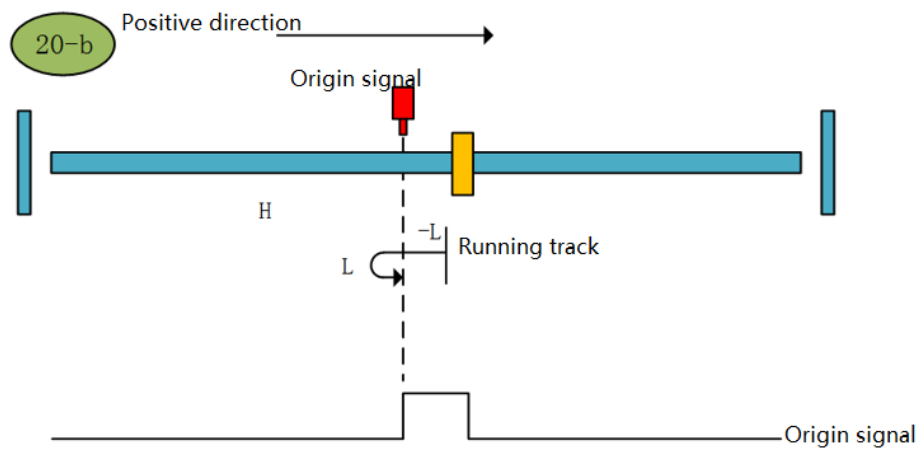 20-b
Positive direction
Origin signal
H
-L
Running track
L
Origin signal